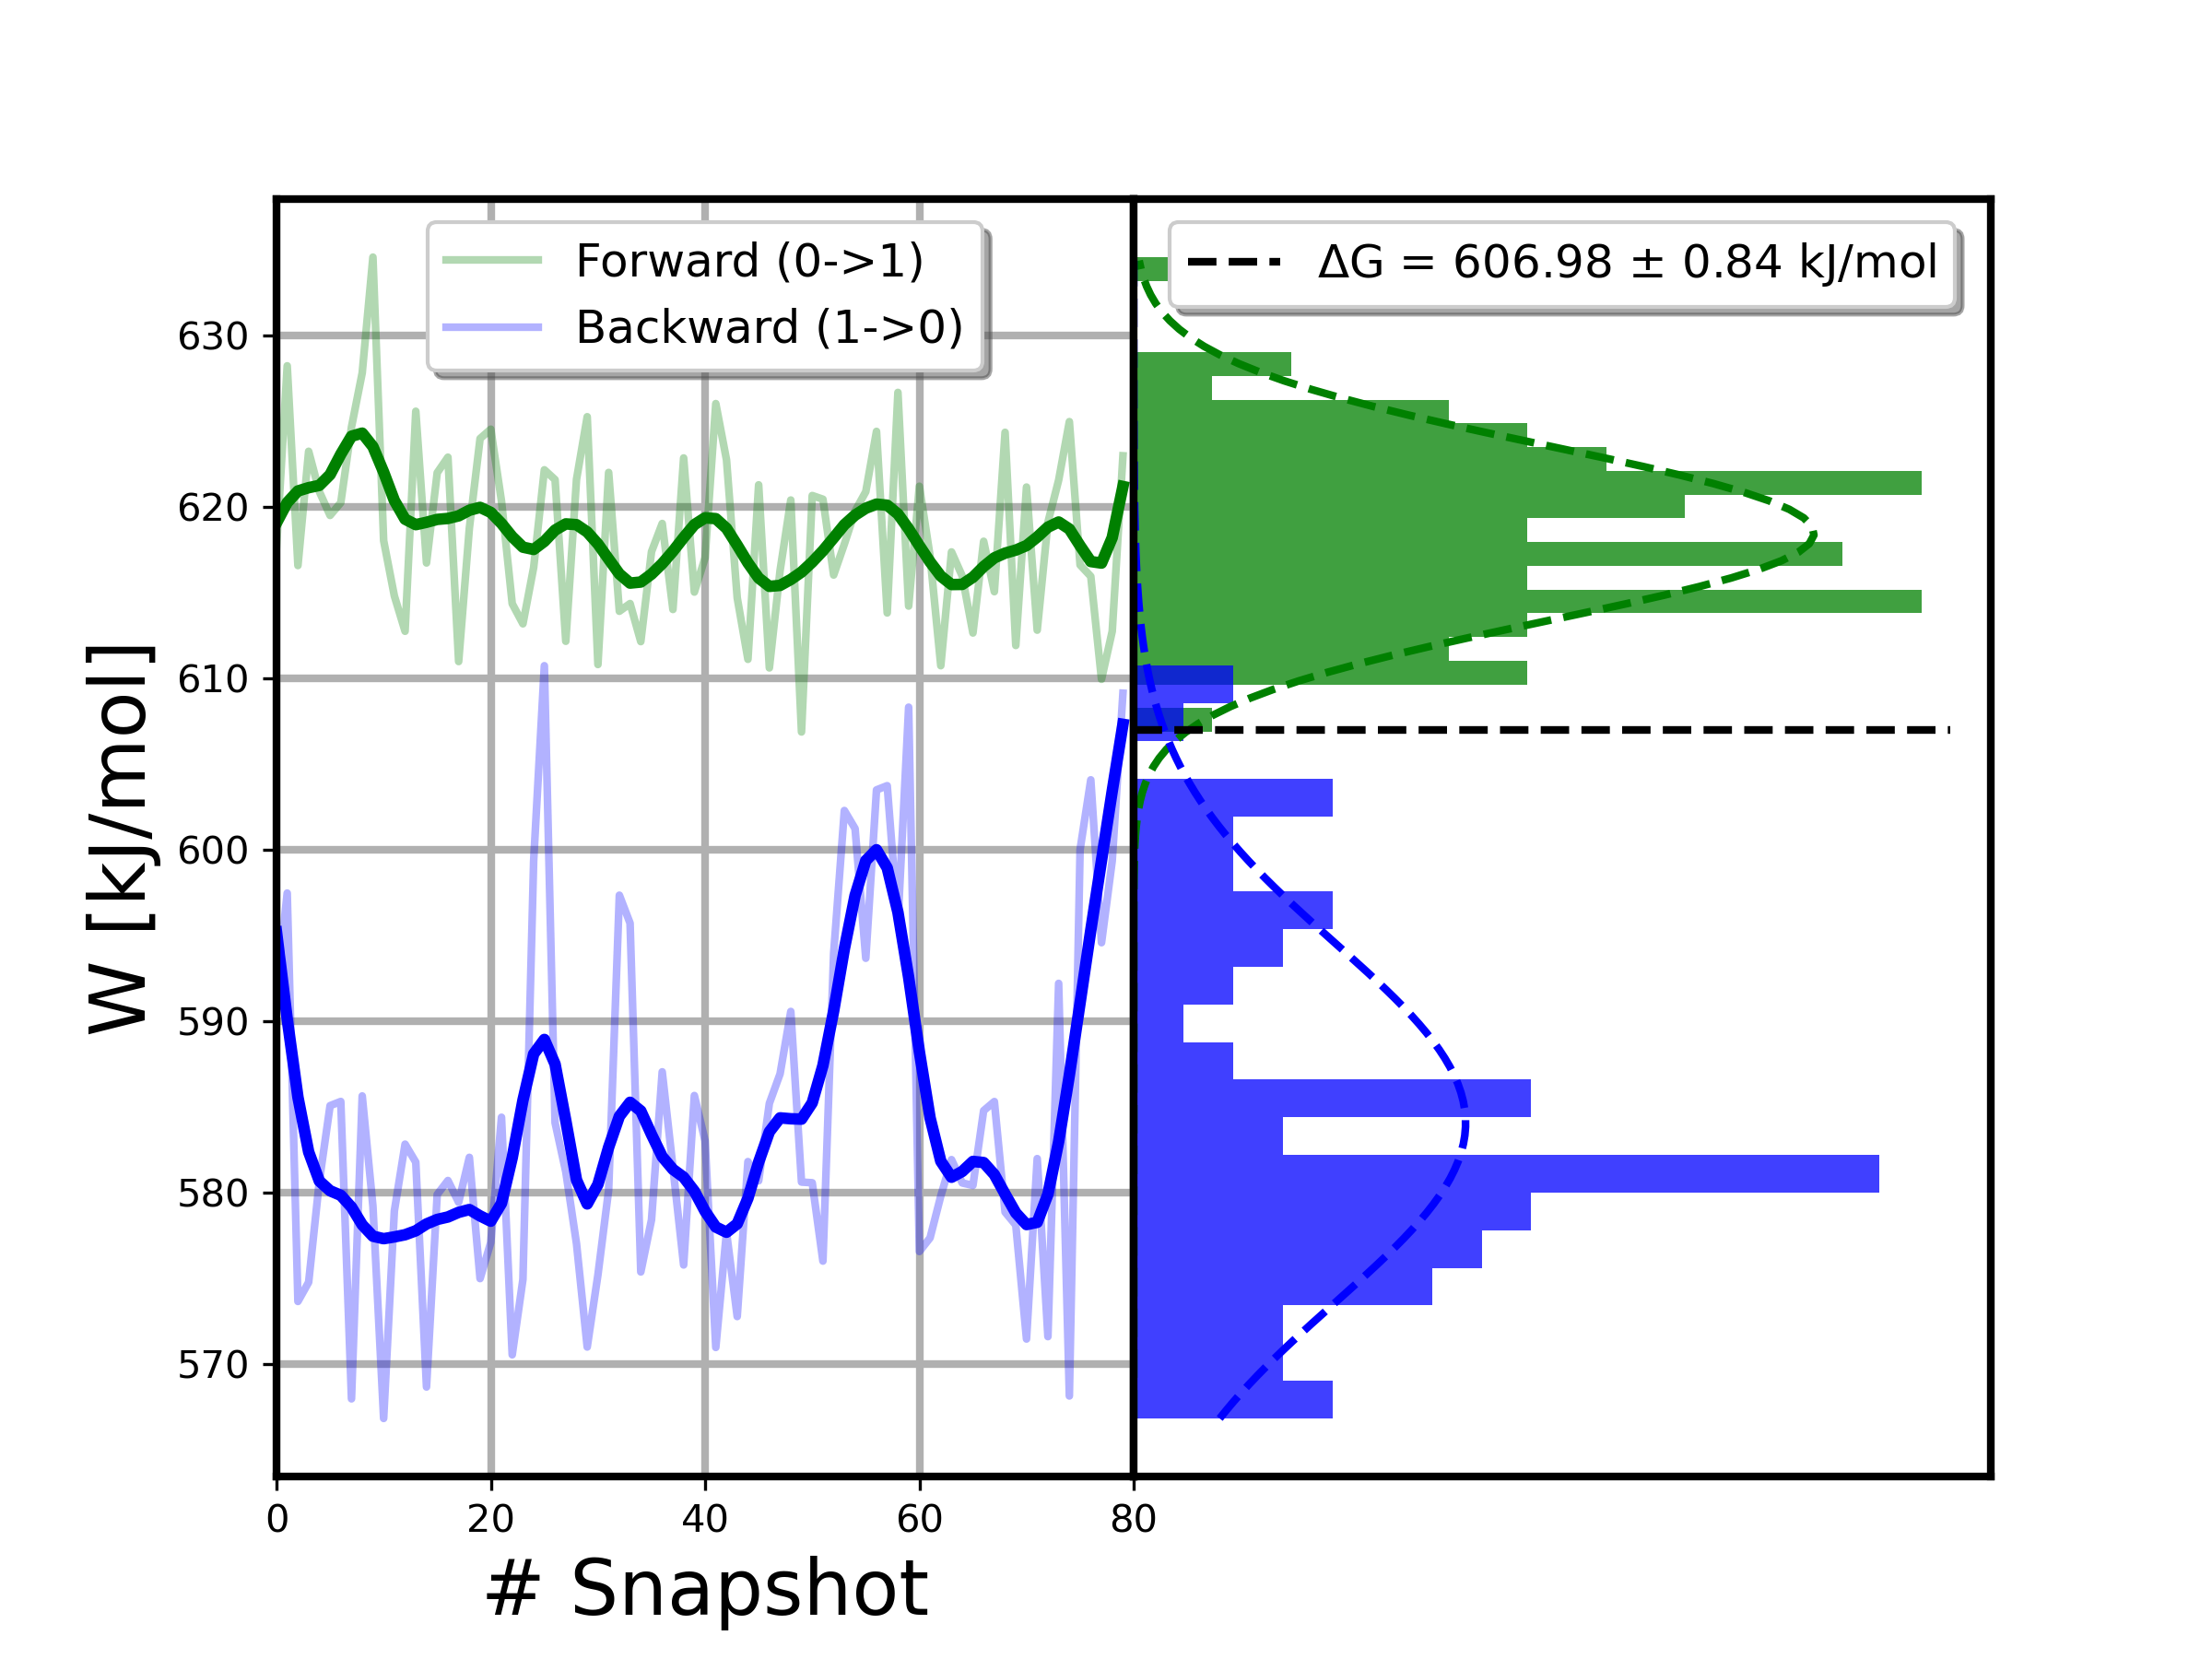 Forward (0->1)
Backward (1->0)
ΔG = 606.98 ± 0.84 kJ/mol
W [kJ/mol]
630
620
610
600
590
580
570
0 20 40 60 80
# Snapshot